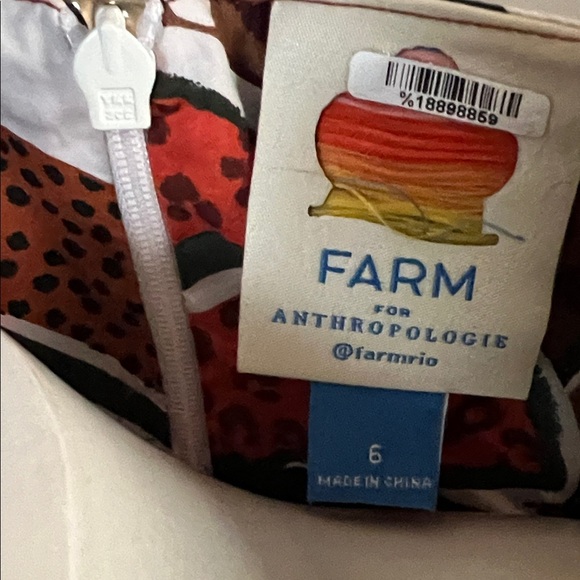 %18898859
FARM
FOR
ANTHROPOLOGIE
@farmrio
6
MADE IN CHINA